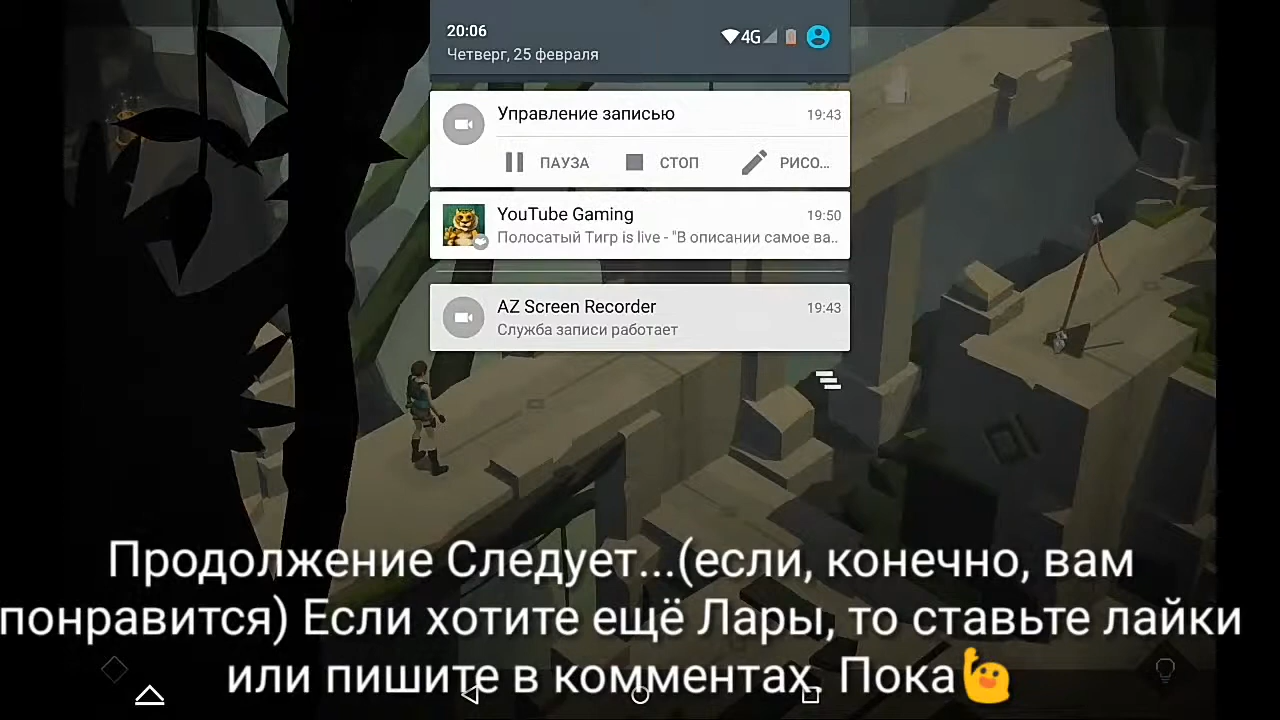 20:06
4G
Четверг, 25 февраля
Управление записью 19:43
ПАУЗА СТОП РИСО...
YouTube Gaming 19:50
Полосатый Тигр is live - "В описании самое ва..
AZ Screen Recorder 19:43
Служба записи работает
Продолжение Следует...(если, конечно, вам
понравится) Если хотите ещё Лары, то ставьте лайки
или пишите в комментах. Пока🙋